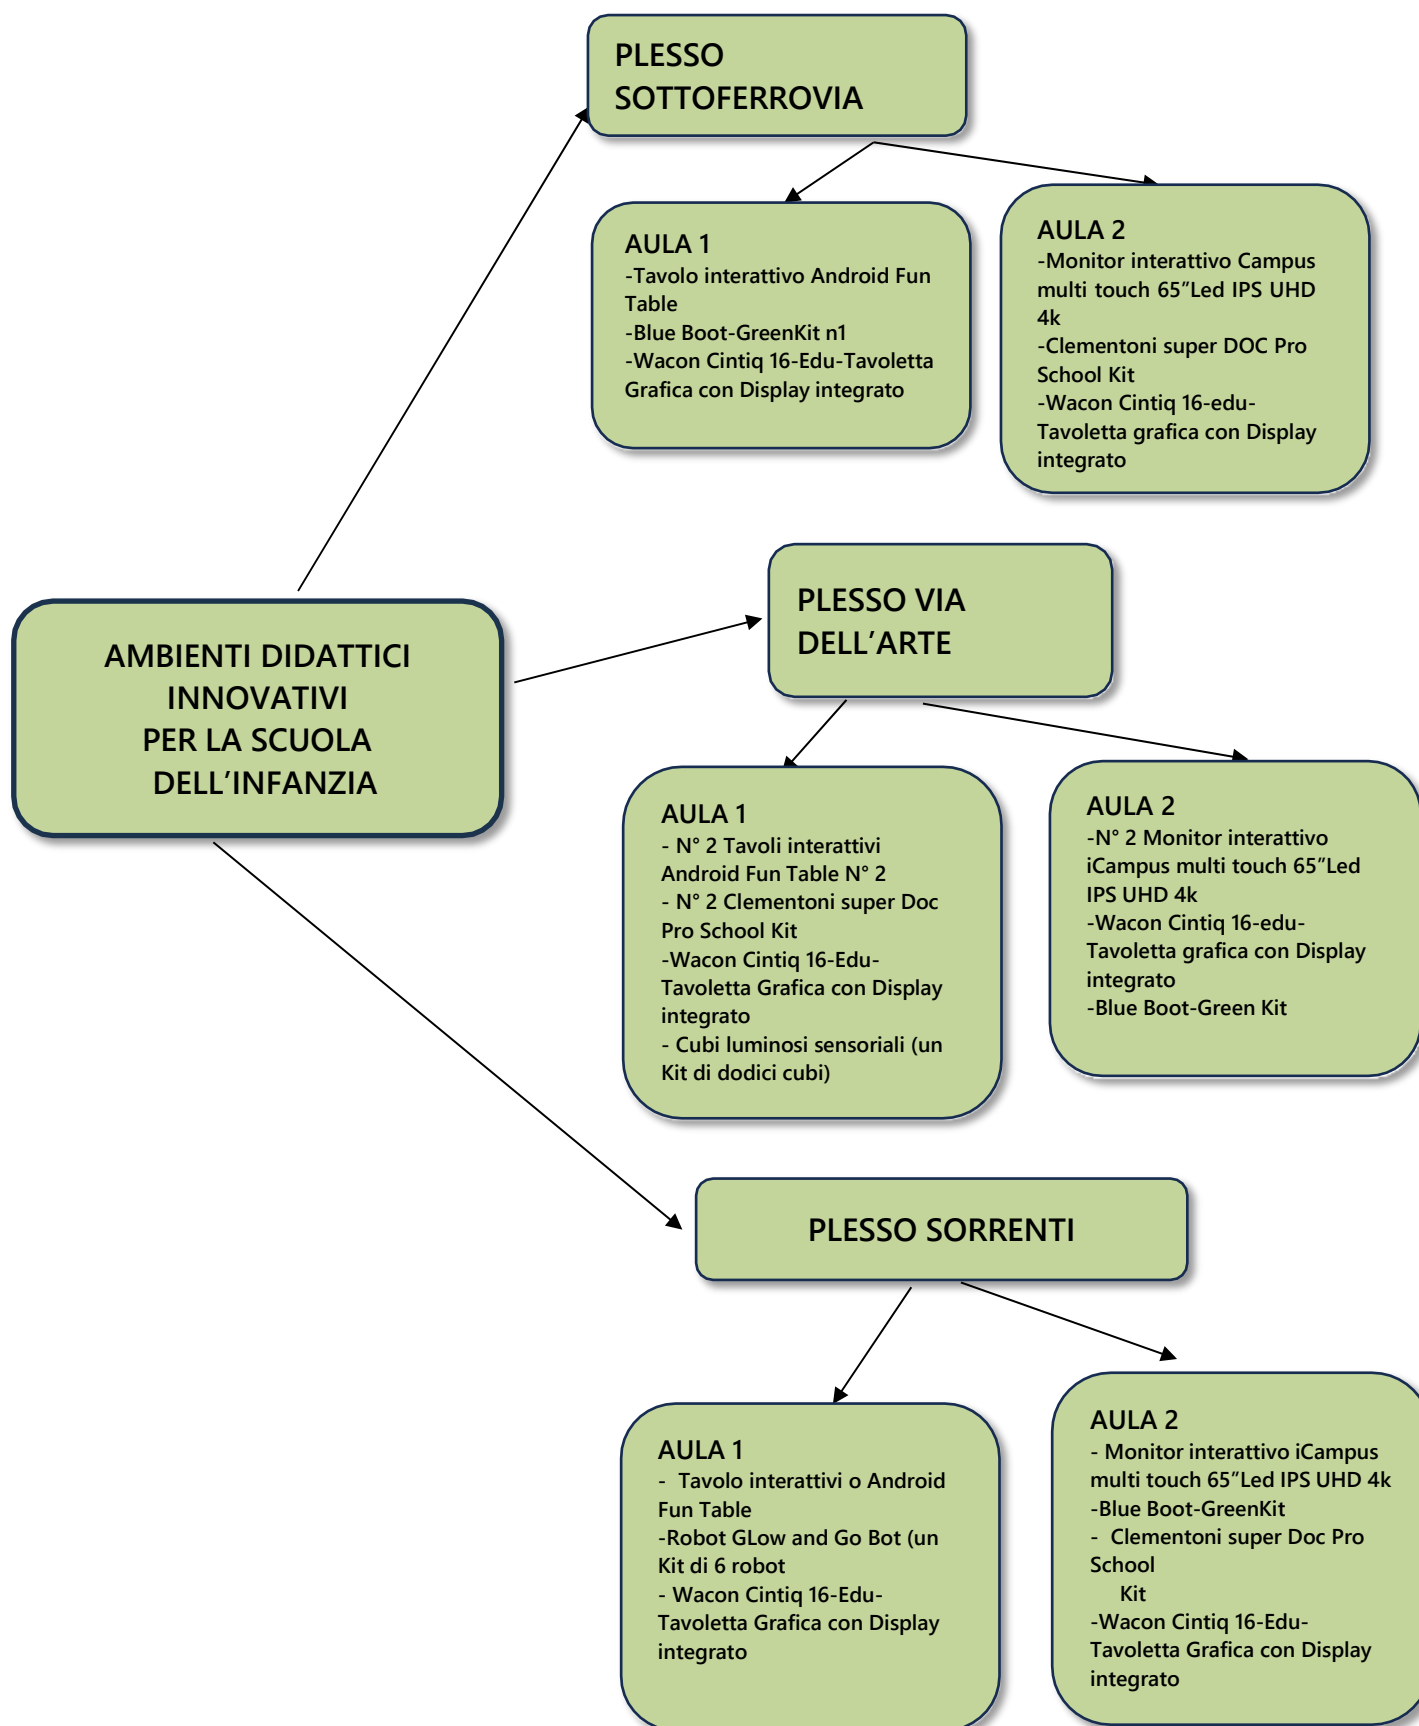 PLESSO
SOTTOFERROVIA
AULA 1
-Tavolo interattivo Android Fun
Table
-Blue Boot-GreenKit n1
-Wacon Cintiq 16-Edu-Tavoletta
Grafica con Display integrato
AULA 2
-Monitor interattivo Campus
multi touch 65”Led IPS UHD
4k
-Clementoni super DOC Pro
School Kit
-Wacon Cintiq 16-edu-
Tavoletta grafica con Display
integrato
AMBIENTI DIDATTICI
INNOVATIVI
PER LA SCUOLA
DELL’INFANZIA
PLESSO VIA
DELL’ARTE
AULA 1
- N° 2 Tavoli interattivi
Android Fun Table N° 2
- N° 2 Clementoni super Doc
Pro School Kit
-Wacon Cintiq 16-Edu-
Tavoletta Grafica con Display
integrato
- Cubi luminosi sensoriali (un
Kit di dodici cubi)
AULA 2
-N° 2 Monitor interattivo
iCampus multi touch 65”Led
IPS UHD 4k
-Wacon Cintiq 16-edu-
Tavoletta grafica con Display
integrato
-Blue Boot-Green Kit
PLESSO SORRENTI
AULA 1
- Tavolo interattivi o Android
Fun Table
-Robot GLow and Go Bot (un
Kit di 6 robot
- Wacon Cintiq 16-Edu-
Tavoletta Grafica con Display
integrato
AULA 2
- Monitor interattivo iCampus
multi touch 65”Led IPS UHD 4k
-Blue Boot-GreenKit
- Clementoni super Doc Pro
School
Kit
-Wacon Cintiq 16-Edu-
Tavoletta Grafica con Display
integrato